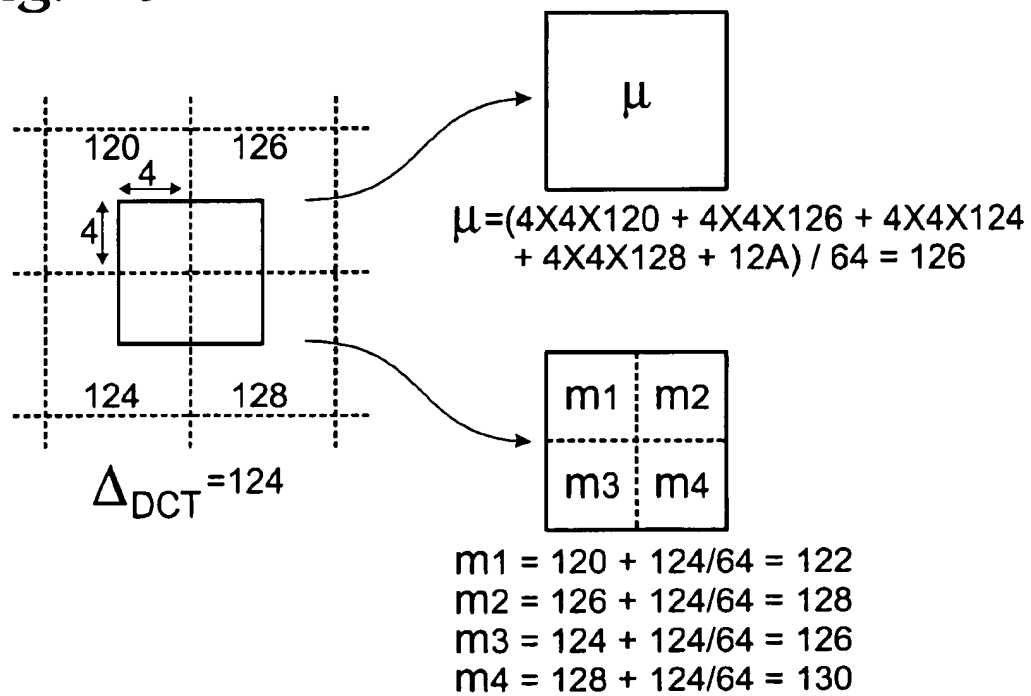 120 126
4
4
124 128
ΔDCT=124
μ
μ=(4X4X120 + 4X4X126 + 4X4X124
+ 4X4X128 + 12A) / 64 = 126
m1 m2
m3 m4
m1 = 120 + 124/64 = 122
m2 = 126 + 124/64 = 128
m3 = 124 + 124/64 = 126
m4 = 128 + 124/64 = 130